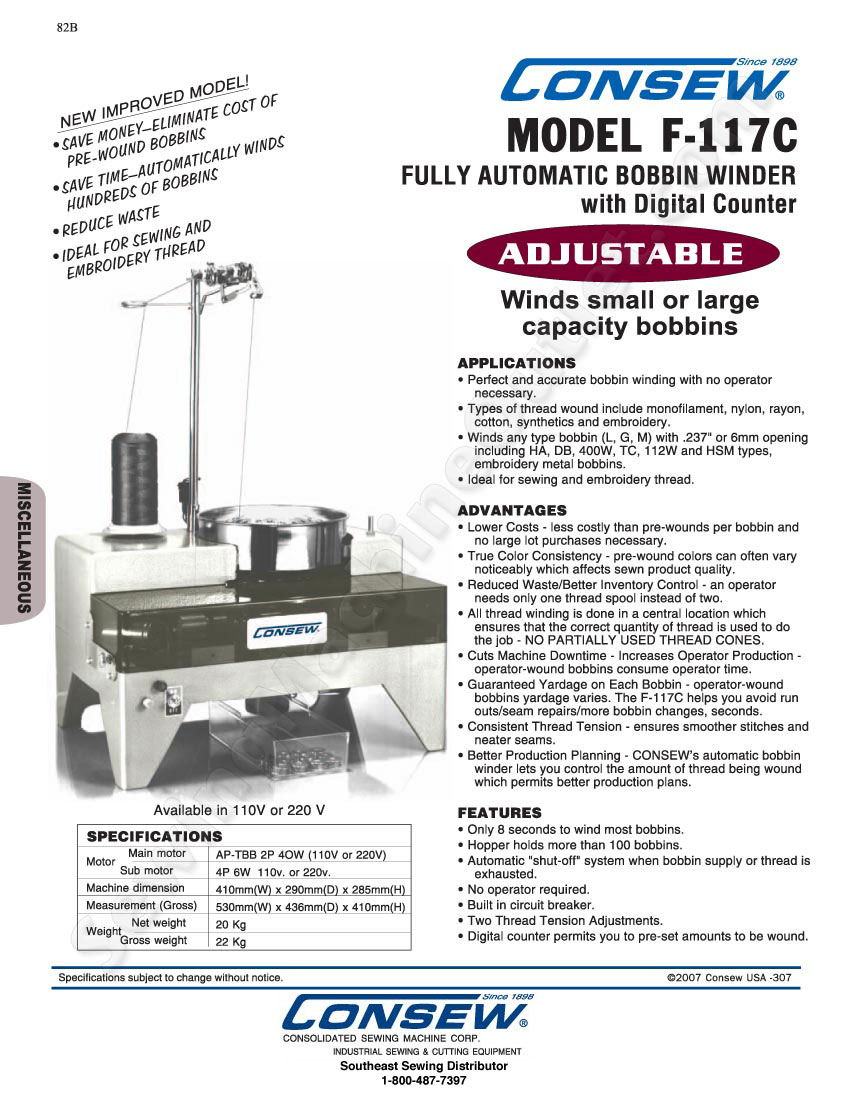 82B
NEW IMPROVED MODEL!
• SAVE MONEY–ELIMINATE COST OF
PRE-WOUND BOBBINS
• SAVE TIME–AUTOMATICALLY WINDS
HUNDREDS OF BOBBINS
• REDUCE WASTE
• IDEAL FOR SEWING AND
EMBROIDERY THREAD
Since 1898
CONSEW®
MODEL F-117C
FULLY AUTOMATIC BOBBIN WINDER
with Digital Counter
ADJUSTABLE
Winds small or large
capacity bobbins
APPLICATIONS
• Perfect and accurate bobbin winding with no operator
necessary.
• Types of thread wound include monofilament, nylon, rayon,
cotton, synthetics and embroidery.
• Winds any type bobbin (L, G, M) with .237" or 6mm opening
including HA, DB, 400W, TC, 112W and HSM types,
embroidery metal bobbins.
• Ideal for sewing and embroidery thread.
ADVANTAGES
• Lower Costs - less costly than pre-wounds per bobbin and
no large lot purchases necessary.
• True Color Consistency - pre-wound colors can often vary
noticeably which affects sewn product quality.
• Reduced Waste/Better Inventory Control - an operator
needs only one thread spool instead of two.
• All thread winding is done in a central location which
ensures that the correct quantity of thread is used to do
the job - NO PARTIALLY USED THREAD CONES.
• Cuts Machine Downtime - Increases Operator Production -
operator-wound bobbins consume operator time.
• Guaranteed Yardage on Each Bobbin - operator-wound
bobbins yardage varies. The F-117C helps you avoid run
outs/seam repairs/more bobbin changes, seconds.
• Consistent Thread Tension - ensures smoother stitches and
neater seams.
• Better Production Planning - CONSEW's automatic bobbin
winder lets you control the amount of thread being wound
which permits better production plans.
FEATURES
• Only 8 seconds to wind most bobbins.
• Hopper holds more than 100 bobbins.
• Automatic "shut-off" system when bobbin supply or thread is
exhausted.
• No operator required.
• Built in circuit breaker.
• Two Thread Tension Adjustments.
• Digital counter permits you to pre-set amounts to be wound.
MISCELLANEOUS
CONSEW.
Available in 110V or 220 V
SPECIFICATIONS
Motor Main motor AP-TBB 2P 4OW (110V or 220V)
Sub motor 4P 6W 110v. or 220v.
Machine dimension 410mm(W) x 290mm(D) x 285mm(H)
Measurement (Gross) 530mm(W) x 436mm(D) x 410mm(H)
Weight Net weight 20 Kg
Gross weight 22 Kg
Specifications subject to change without notice. ©2007 Consew USA -307
Since 1898
CONSEW®
CONSOLIDATED SEWING MACHINE CORP.
INDUSTRIAL SEWING & CUTTING EQUIPMENT
Southeast Sewing Distributor
1-800-487-7397